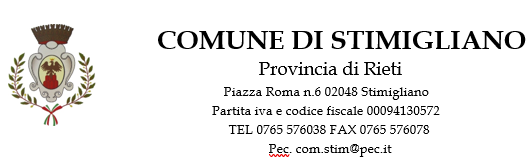 COMUNE DI STIMIGLIANO
Provincia di Rieti
Piazza Roma n.6 02048 Stimigliano
Partita iva e codice fiscale 00094130572
TEL 0765 576038 FAX 0765 576078
Pec. com.stim@pec.it